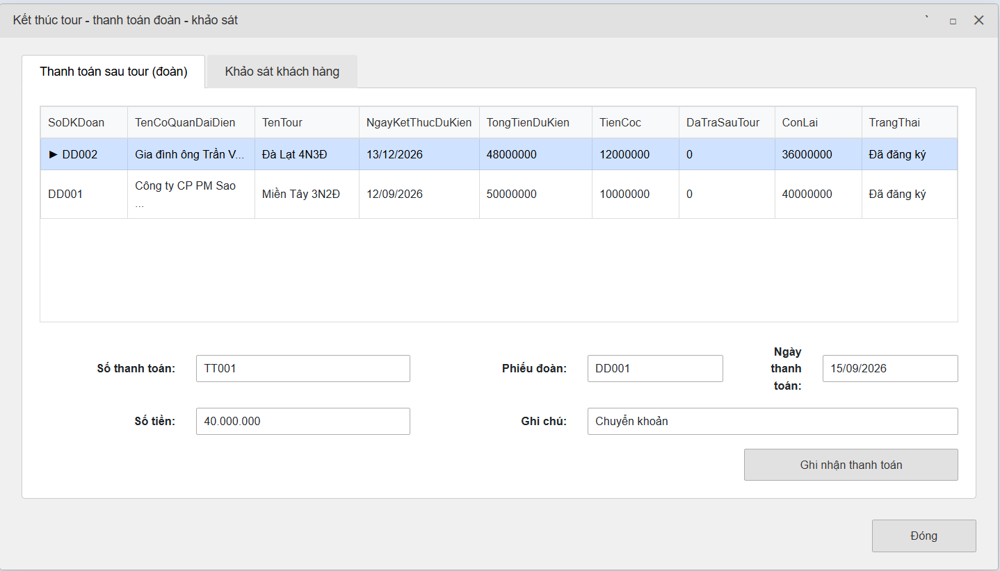 Kết thúc tour - thanh toán đoàn - khảo sát
Thanh toán sau tour (đoàn) Khảo sát khách hàng
SoDKDoan TenCoQuanDaiDien TenTour NgayKetThucDuKien TongTienDuKien TienCoc DaTraSauTour ConLai TrangThai
► DD002 Gia đình ông Trần V... Đà Lạt 4N3Đ 13/12/2026 48000000 12000000 0 36000000 Đã đăng ký
DD001 Công ty CP PM Sao ... Miền Tây 3N2Đ 12/09/2026 50000000 10000000 0 40000000 Đã đăng ký
Số thanh toán: TT001 Phiếu đoàn: DD001 Ngày thanh toán: 15/09/2026
Số tiền: 40.000.000 Ghi chú: Chuyển khoản
Ghi nhận thanh toán
Đóng